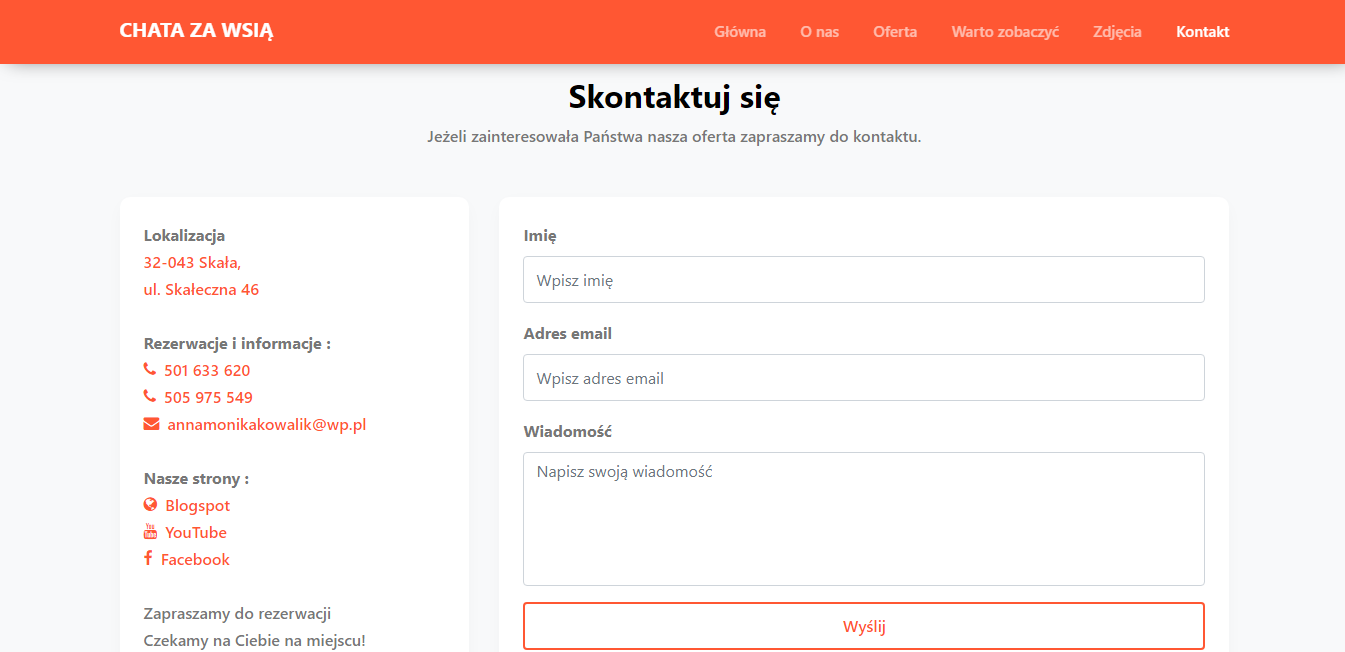 CHATA ZA WSIĄ
Główna
O nas
Oferta
Warto zobaczyć
Zdjęcia
Kontakt
Skontaktuj się
Jeżeli zainteresowała Państwa nasza oferta zapraszamy do kontaktu.
Lokalizacja
32-043 Skała,
ul. Skałeczna 46
Rezerwacje i informacje :
501 633 620
505 975 549
annamonikakowalik@wp.pl
Nasze strony :
Blogspot
You Tube YouTube
Facebook
Zapraszamy do rezerwacji
Czekamy na Ciebie na miejscu!
Imię
Wpisz imię
Adres email
Wpisz adres email
Wiadomość
Napisz swoją wiadomość
Wyślij